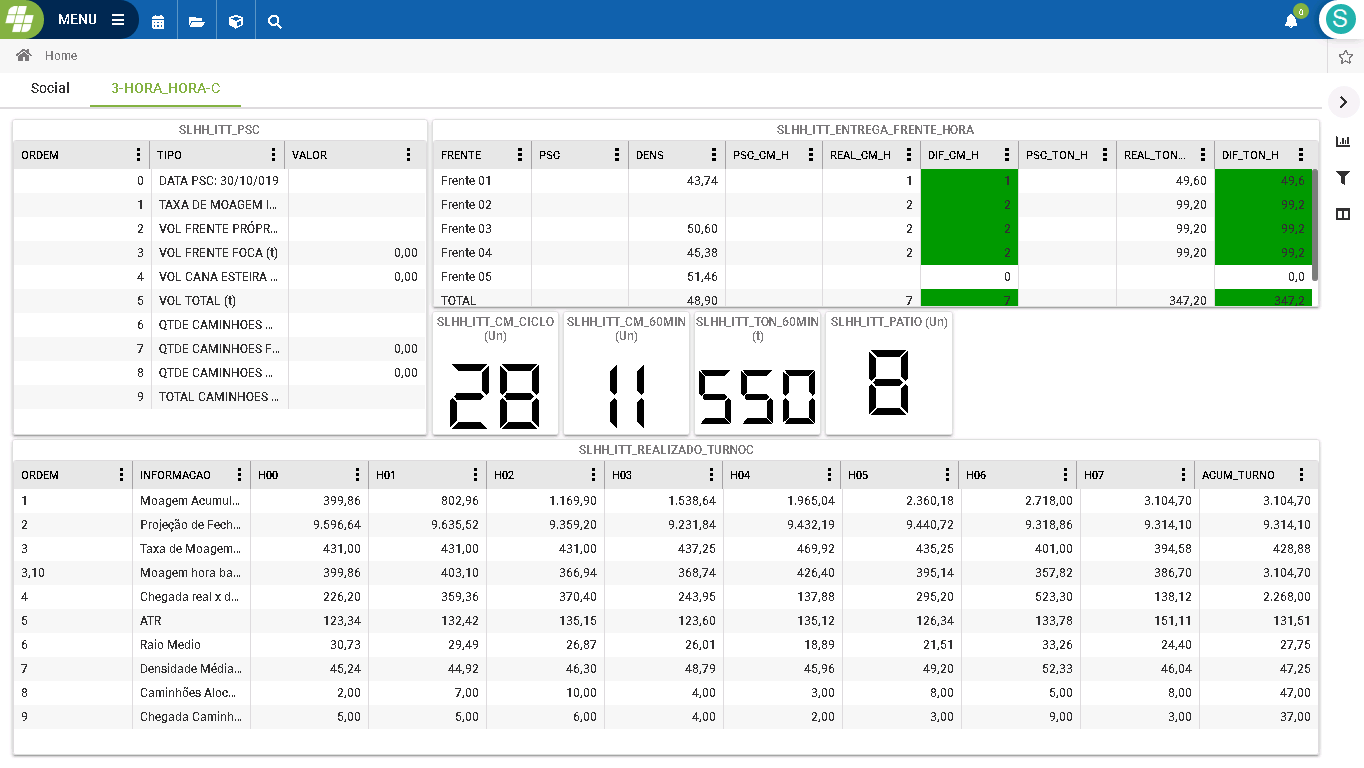 MENU
0
S
Home
Social 3-HORA_HORA-C
SLHH_ITT_PSC
ORDEM TIPO VALOR
0 DATA PSC: 30/10/019
1 TAXA DE MOAGEM I...
2 VOL FRENTE PRÓPR...
3 VOL FRENTE FOCA (t) 0,00
4 VOL CANA ESTEIRA ... 0,00
5 VOL TOTAL (t)
6 QTDE CAMINHOES ...
7 QTDE CAMINHOES F... 0,00
8 QTDE CAMINHOES ... 0,00
9 TOTAL CAMINHOES ...
SLHH_ITT_ENTREGA_FRENTE_HORA
FRENTE PSC DENS PSC_CM_H REAL_CM_H DIF_CM_H PSC_TON_H REAL_TON... DIF_TON_H
Frente 01 43,74 1 1 49,60 49,6
Frente 02 2 2 99,20 99,2
Frente 03 50,60 2 2 99,20 99,2
Frente 04 45,38 2 2 99,20 99,2
Frente 05 51,46 0 0,0
TOTAL 48,90 7 7 347,20 347,2
SLHH_ITT_CM_CICLO
(Un)
28
SLHH_ITT_CM_60MIN
(Un)
11
SLHH_ITT_TON_60MIN
(t)
550
SLHH_ITT_PATIO (Un)
8
SLHH_ITT_REALIZADO_TURNOC
ORDEM INFORMACAO H00 H01 H02 H03 H04 H05 H06 H07 ACUM_TURNO
1 Moagem Acumul... 399,86 802,96 1.169,90 1.538,64 1.965,04 2.360,18 2.718,00 3.104,70 3.104,70
2 Projeção de Fech... 9.596,64 9.635,52 9.359,20 9.231,84 9.432,19 9.440,72 9.318,86 9.314,10 9.314,10
3 Taxa de Moagem... 431,00 431,00 431,00 437,25 469,92 435,25 401,00 394,58 428,88
3,10 Moagem hora ba... 399,86 403,10 366,94 368,74 426,40 395,14 357,82 386,70 3.104,70
4 Chegada real x d... 226,20 359,36 370,40 243,95 137,88 295,20 523,30 138,12 2.268,00
5 ATR 123,34 132,42 135,15 123,60 135,12 126,34 133,78 151,11 131,51
6 Raio Medio 30,73 29,49 26,87 26,01 18,89 21,51 33,26 24,40 27,75
7 Densidade Média... 45,24 44,92 46,30 48,79 45,96 49,20 52,33 46,04 47,25
8 Caminhões Aloc... 2,00 7,00 10,00 4,00 3,00 8,00 5,00 8,00 47,00
9 Chegada Caminh... 5,00 5,00 6,00 4,00 2,00 3,00 9,00 3,00 37,00